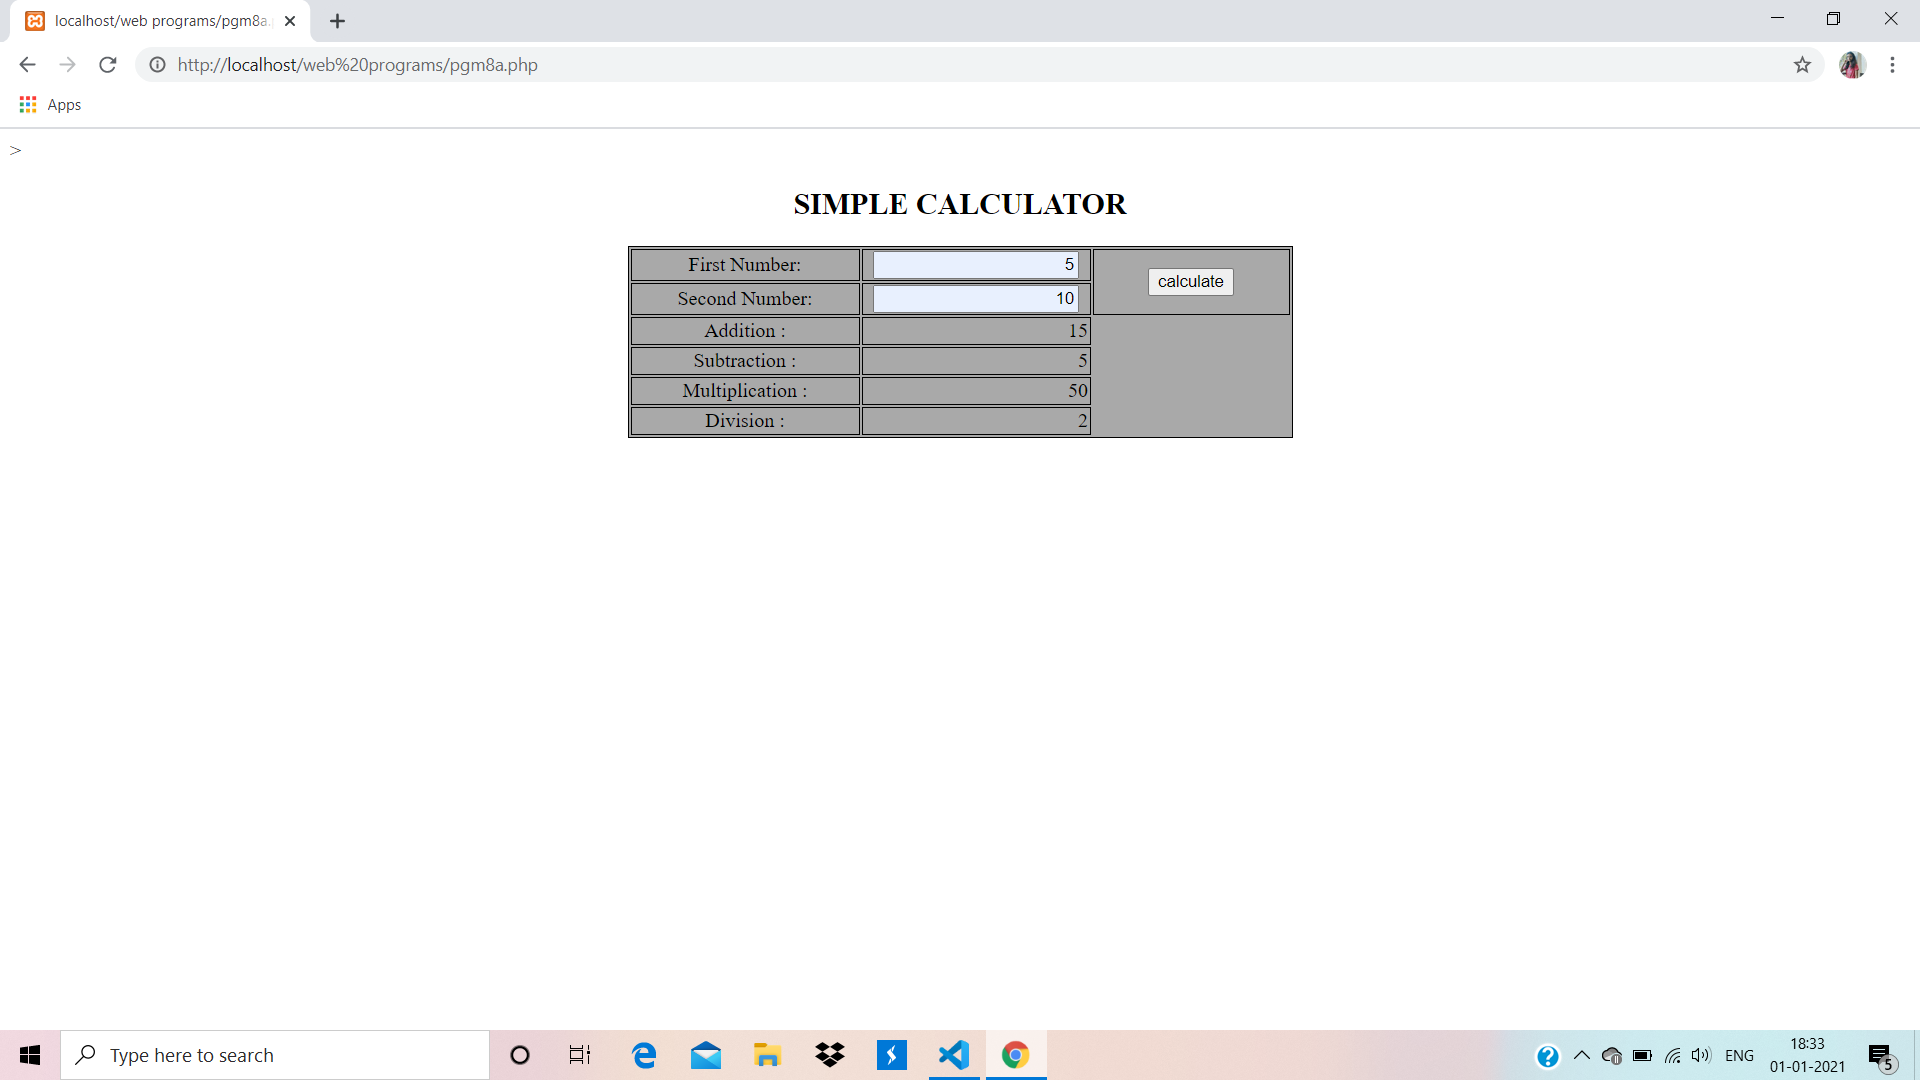 localhost/web programs/pgm8a.
http://localhost/web%20programs/pgm8a.php
Apps
>
SIMPLE CALCULATOR
First Number: 5 calculate
Second Number: 10
Addition : 15
Subtraction : 5
Multiplication : 50
Division : 2
Type here to search
ENG
18:33
01-01-2021
5